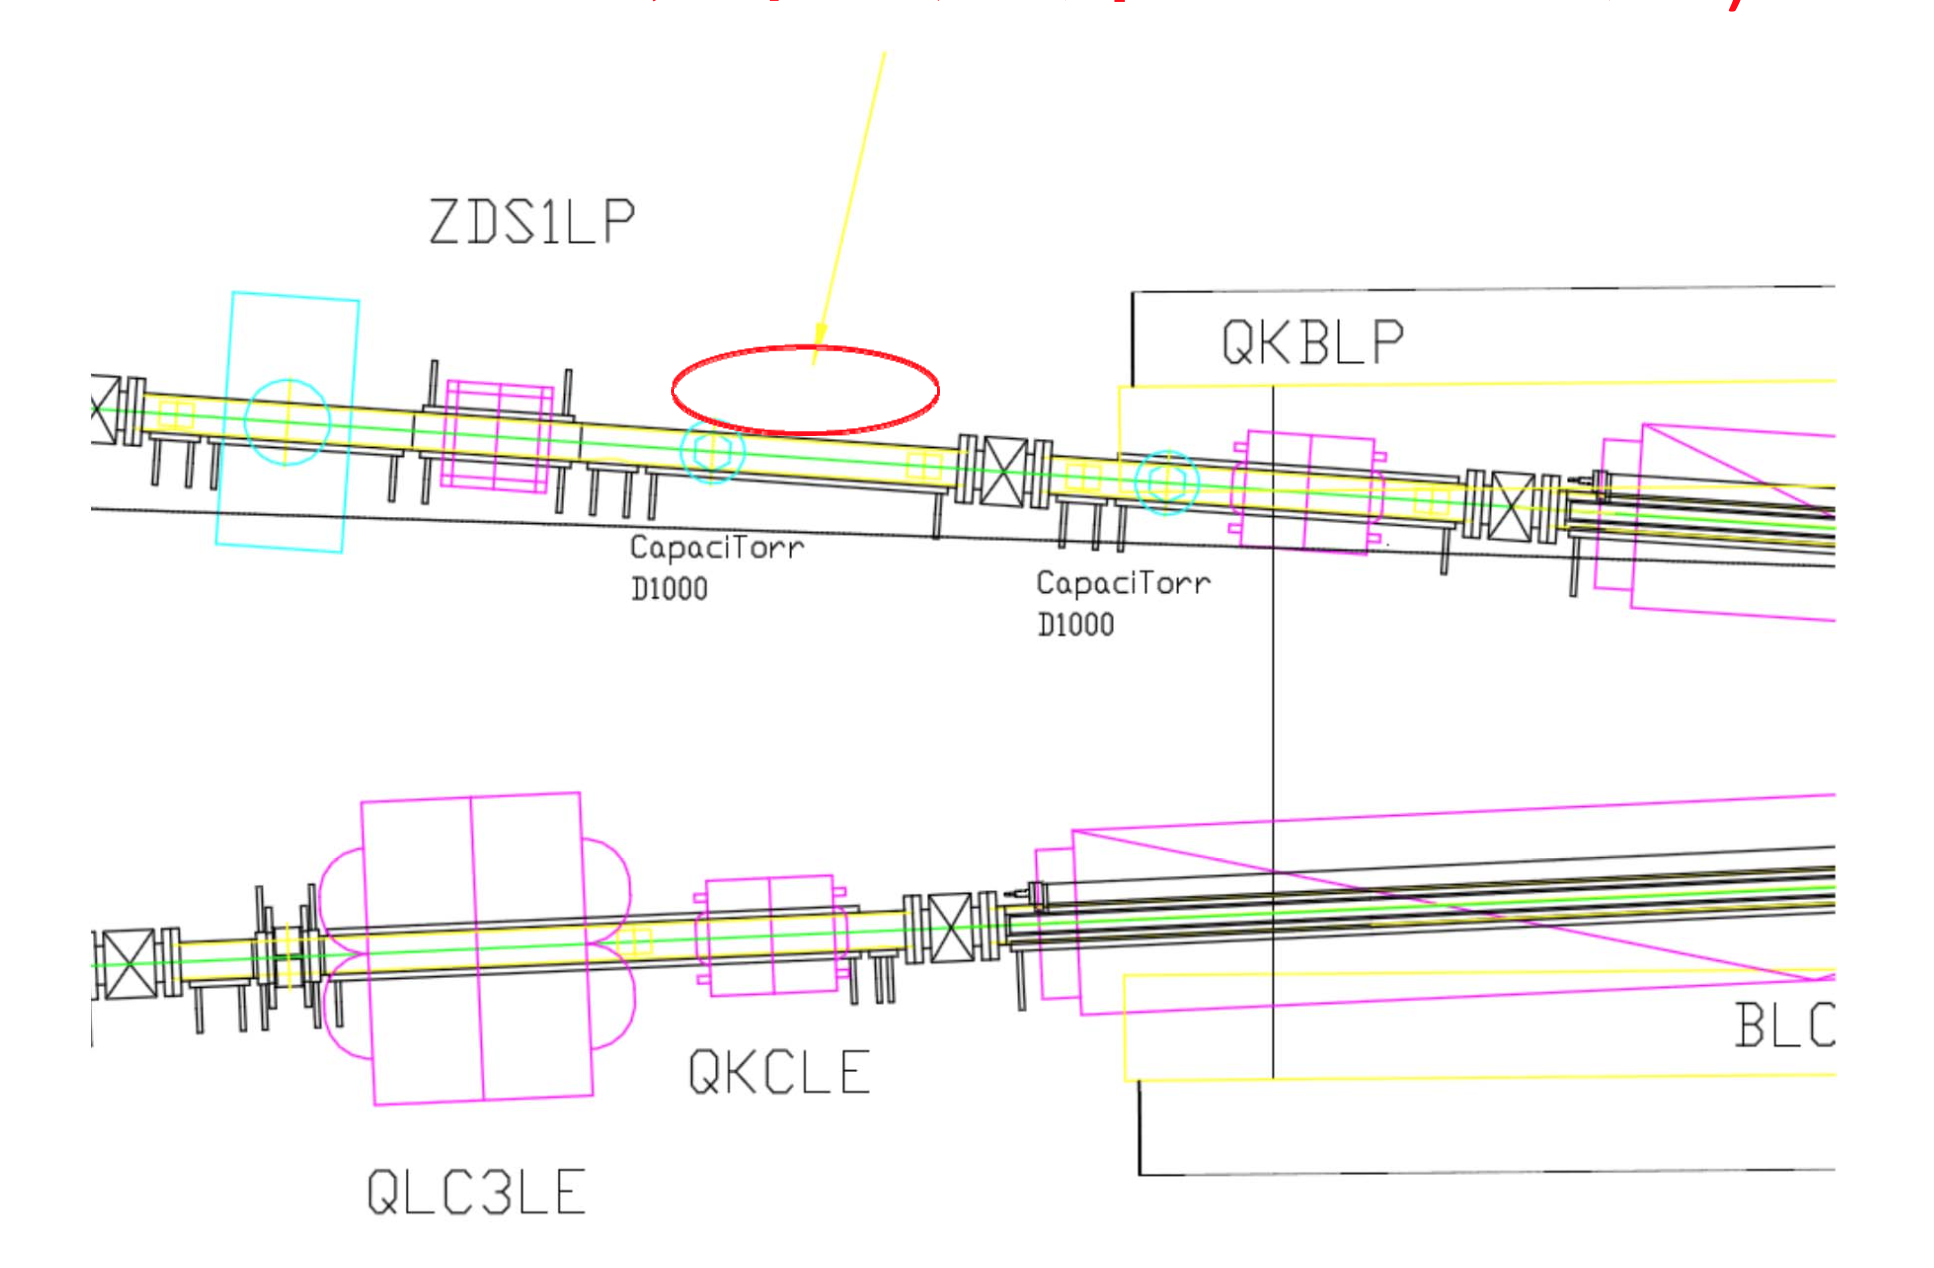 ZDS1LP
QKBLP
CapaciTorr
D1000
CapaciTorr
D1000
BLC
QKCLE
QLC3LE